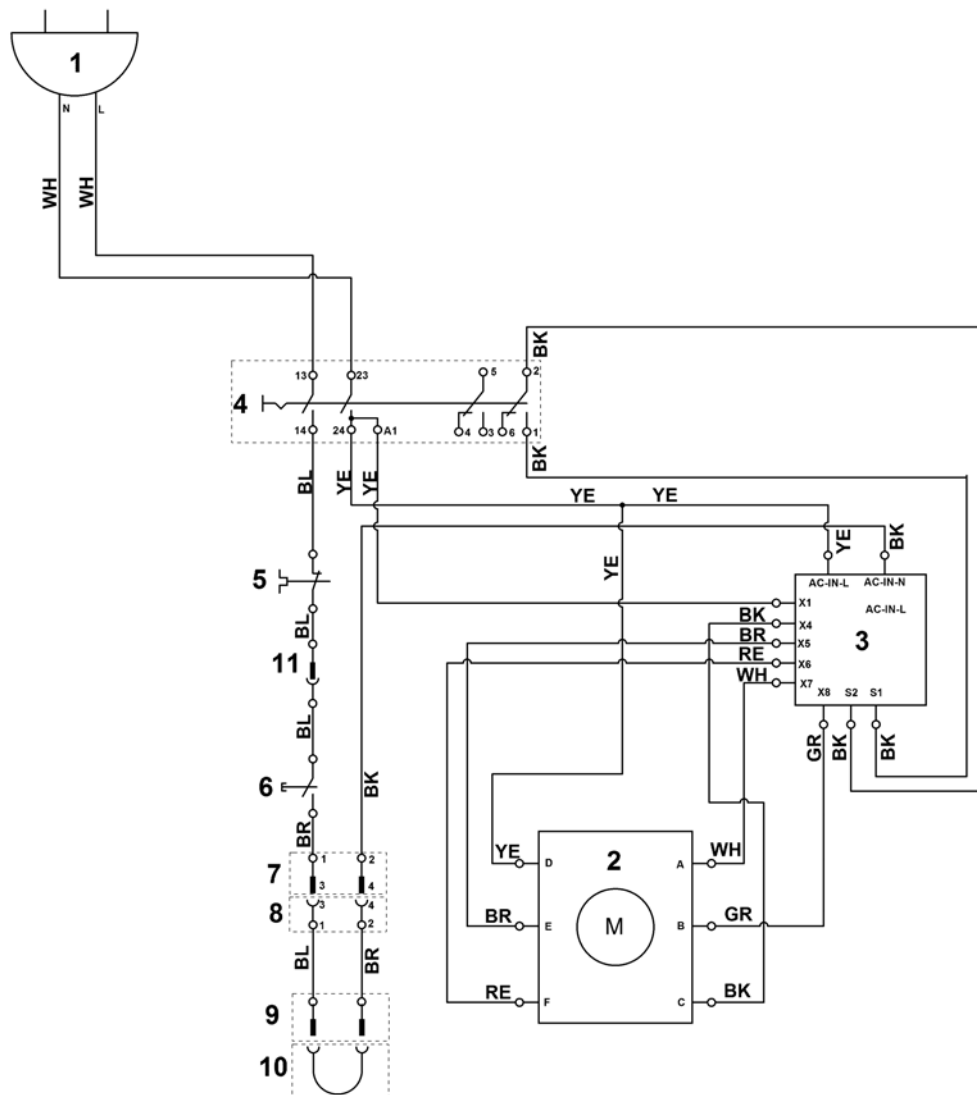 1
N L
WH WH
BK
13 23 5 2
4
14 24 A1 4 3 6 1
BK
BL YE YE
YE YE
YE YE BK
5
AC-IN-L AC-IN-N
X1 AC-IN-L
BL
BK X4
BR X5 3
RE X6
11
WH X7
X8 S2 S1
BL
GR BK BK
6
BK
BR
1 2
7
3 4
8
3 4
1 2
YE D 2 A WH
BR E M B GR
BL BR
RE F C BK
9
10